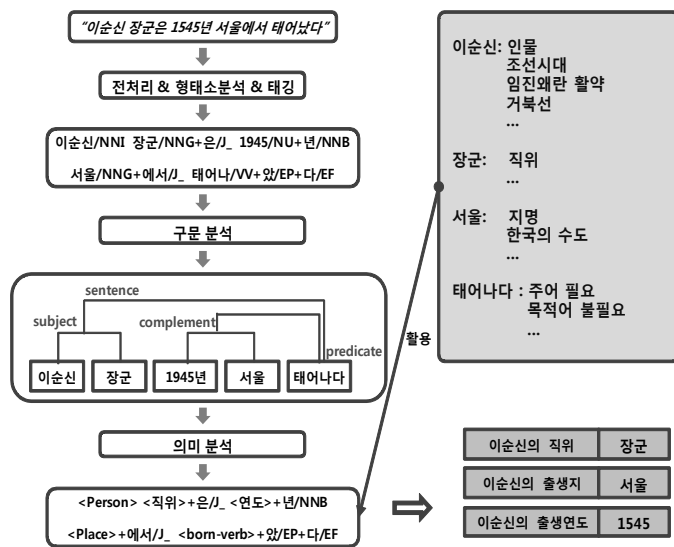 “이순신 장군은 1545년 서울에서 태어났다”
전처리 & 형태소분석 & 태깅
이순신/NNI 장군/NNG+은/J_ 1945/NU+년/NNB
서울/NNG+에서/J_ 태어나/VV+았/EP+다/EF
구문 분석
sentence
subject
complement
predicate
이순신
장군
1945년
서울
태어나다
의미 분석
<Person> <직위>+은/J_ <연도>+년/NNB
<Place>+에서/J_ <born-verb>+았/EP+다/EF
활용
이순신: 인물
조선시대
임진왜란 활약
거북선
...
장군: 직위
...
서울: 지명
한국의 수도
...
태어나다 : 주어 필요
목적어 불필요
...
이순신의 직위 장군
이순신의 출생지 서울
이순신의 출생연도 1545